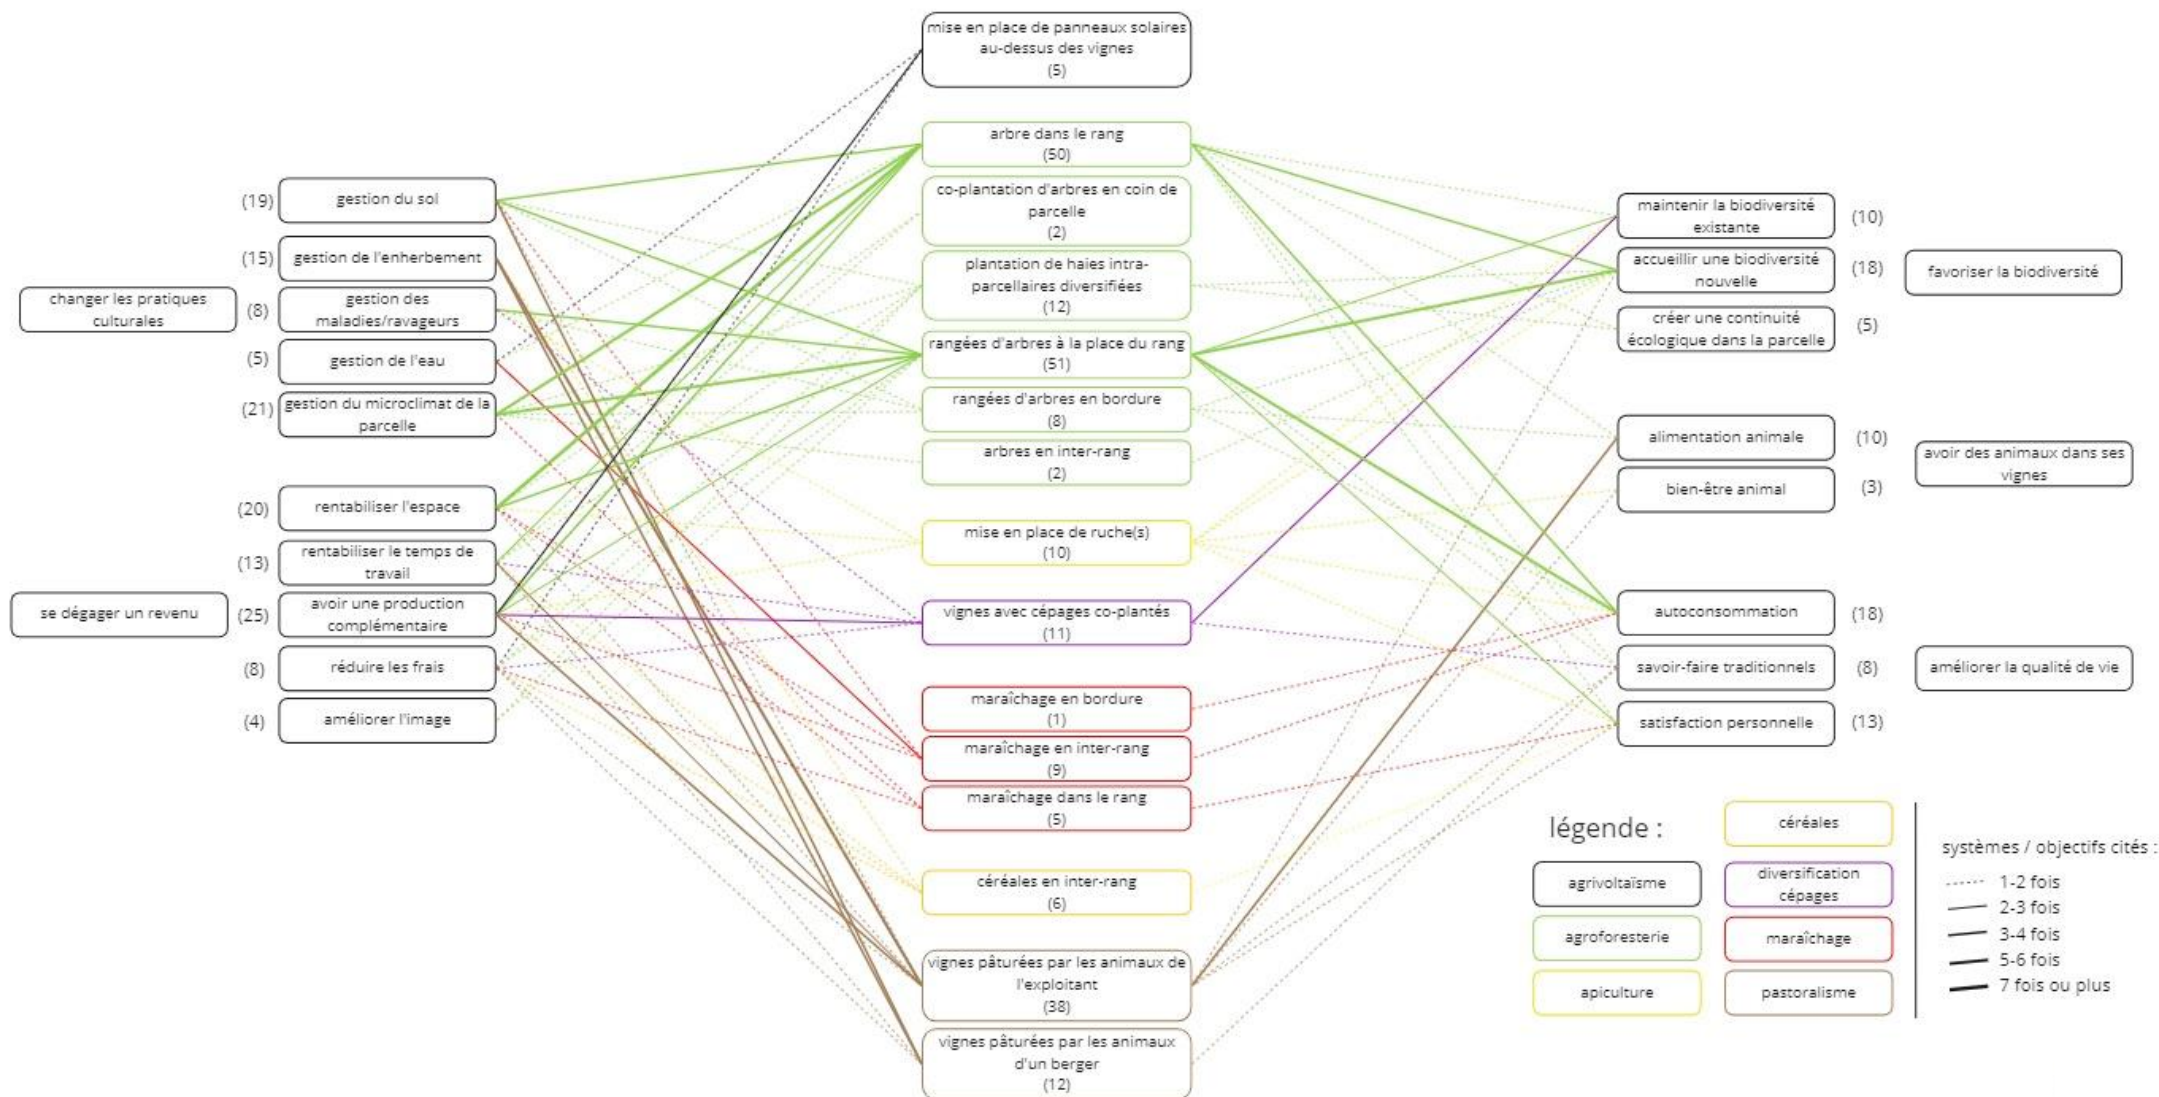 mise en place de panneaux solaires
au-dessus des vignes
(5)
arbre dans le rang
(50)
co-plantation d'arbres en coin de
parcelle
(2)
plantation de haies intra-
parcellaires diversifiées
(12)
rangées d'arbres à la place du rang
(51)
rangées d'arbres en bordure
(8)
arbres en inter-rang
(2)
mise en place de ruche(s)
(10)
vignes avec cépages co-plantés
(11)
maraîchage en bordure
(1)
maraîchage en inter-rang
(9)
maraîchage dans le rang
(5)
céréales en inter-rang
(6)
vignes pâturées par les animaux de
l'exploitant
(38)
vignes pâturées par les animaux
d'un berger
(12)
changer les pratiques
culturales
(19) gestion du sol
(15) gestion de l'enherbement
(8) gestion des
maladies/ravageurs
(5) gestion de l'eau
(21) gestion du microclimat de la
parcelle
se dégager un revenu
(20) rentabiliser l'espace
(13) rentabiliser le temps de
travail
(25) avoir une production
complémentaire
(8) réduire les frais
(4) améliorer l'image
maintenir la biodiversité
existante (10)
accueillir une biodiversité
nouvelle (18)
créer une continuité
écologique dans la parcelle (5)
favoriser la biodiversité
alimentation animale (10)
bien-être animal (3)
avoir des animaux dans ses
vignes
autoconsommation (18)
savoir-faire traditionnels (8)
satisfaction personnelle (13)
améliorer la qualité de vie
légende :
céréales
agrivoltaïsme
diversification
cépages
agroforesterie
maraîchage
apiculture
pastoralisme
systèmes / objectifs cités :
1-2 fois
2-3 fois
3-4 fois
5-6 fois
7 fois ou plus